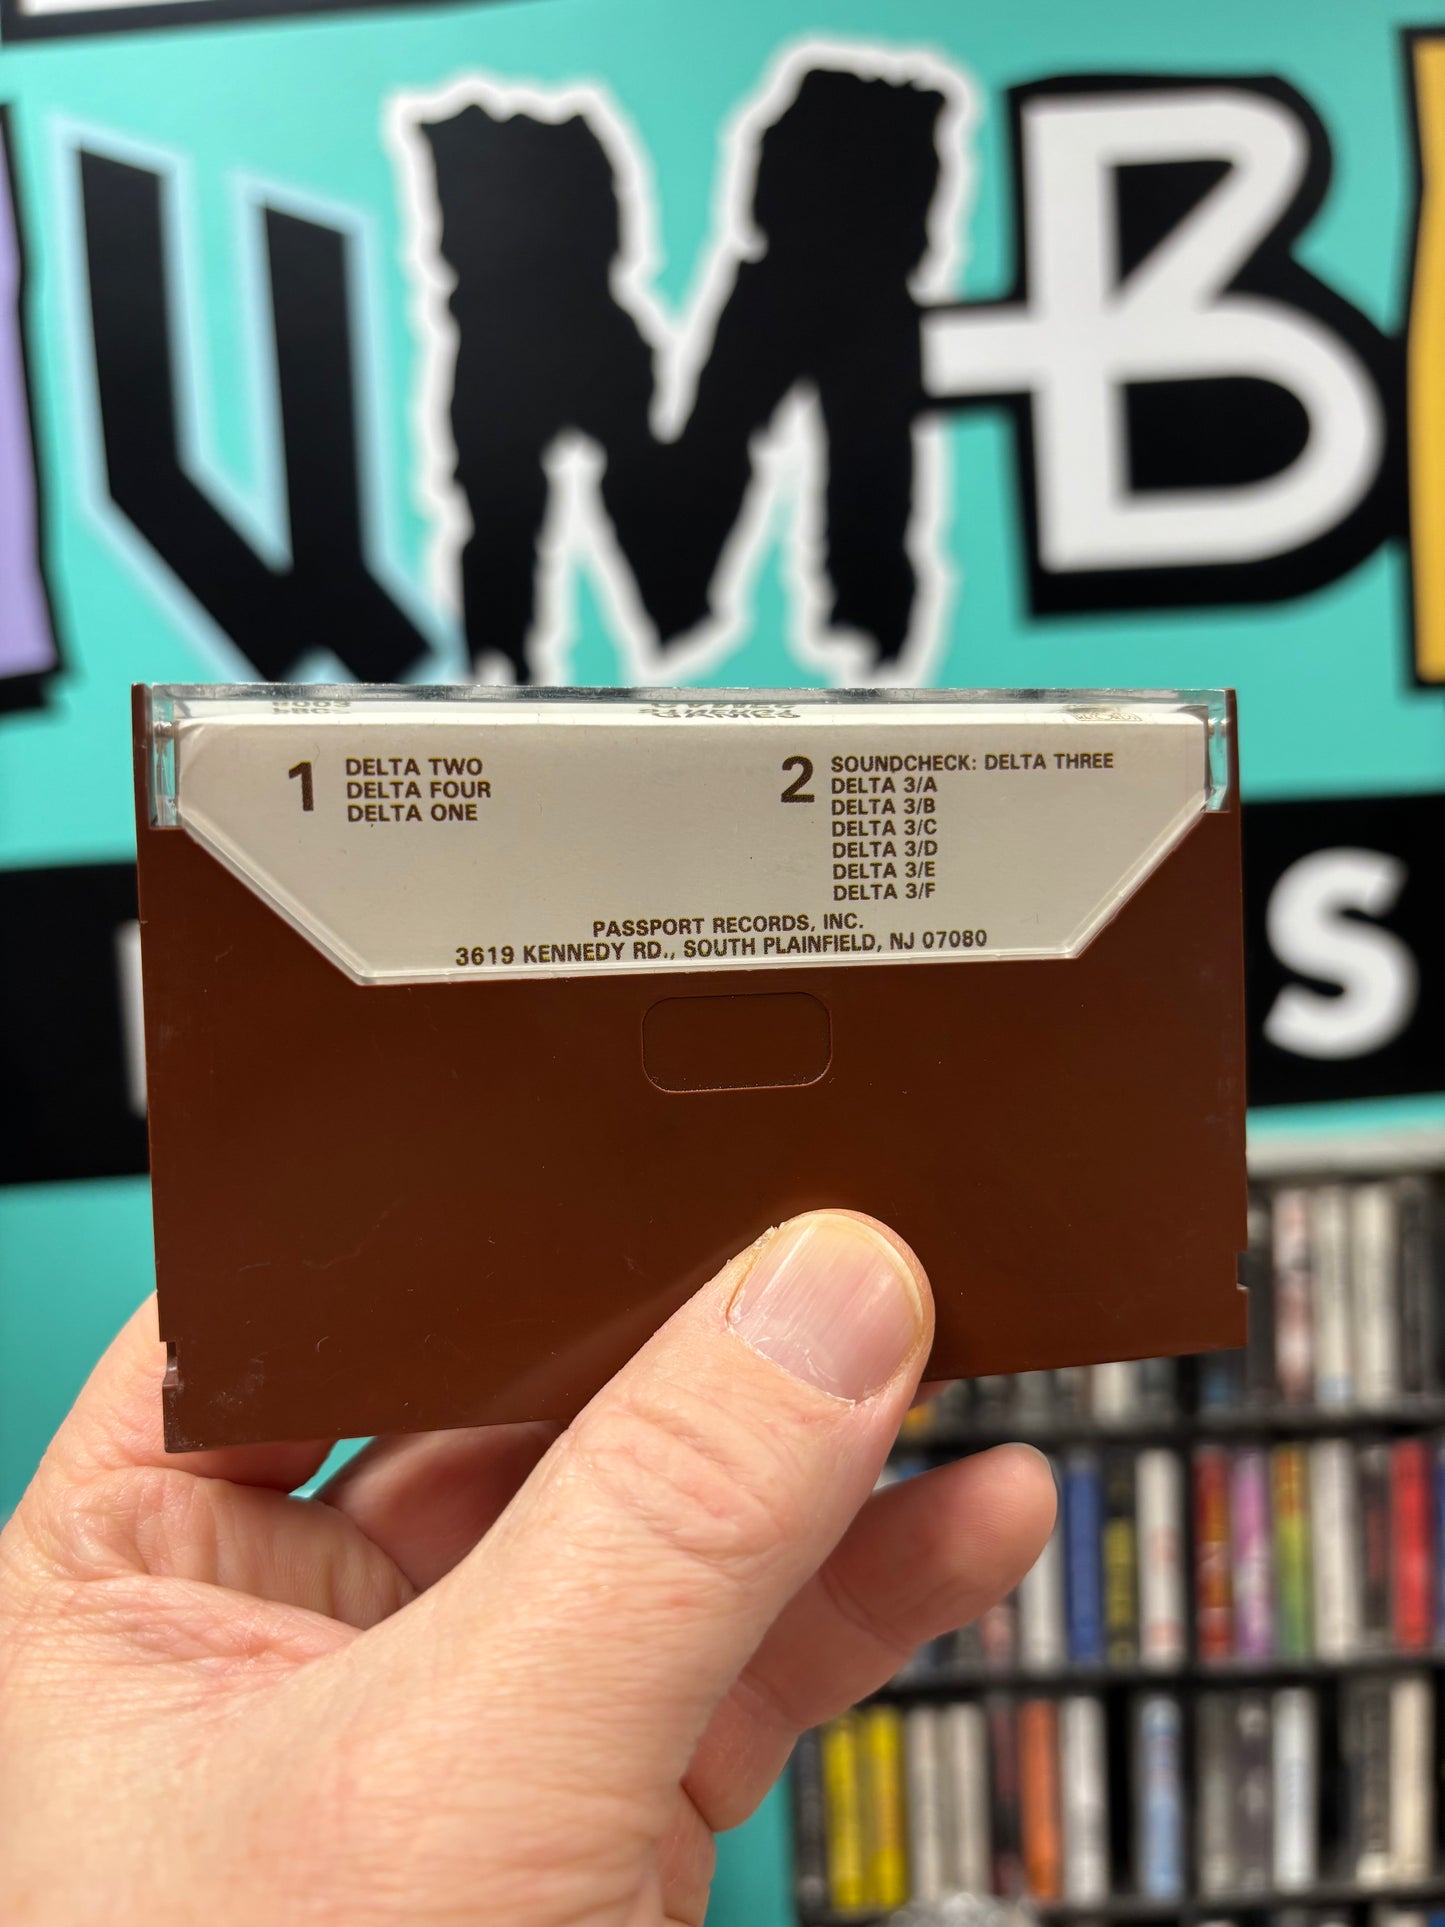 UMB
S
1 DELTA TWO
DELTA FOUR
DELTA ONE
2 SOUNDCHECK: DELTA THREE
DELTA 3/A
DELTA 3/B
DELTA 3/C
DELTA 3/D
DELTA 3/E
DELTA 3/F
PASSPORT RECORDS, INC.
3619 KENNEDY RD., SOUTH PLAINFIELD, NJ 07080